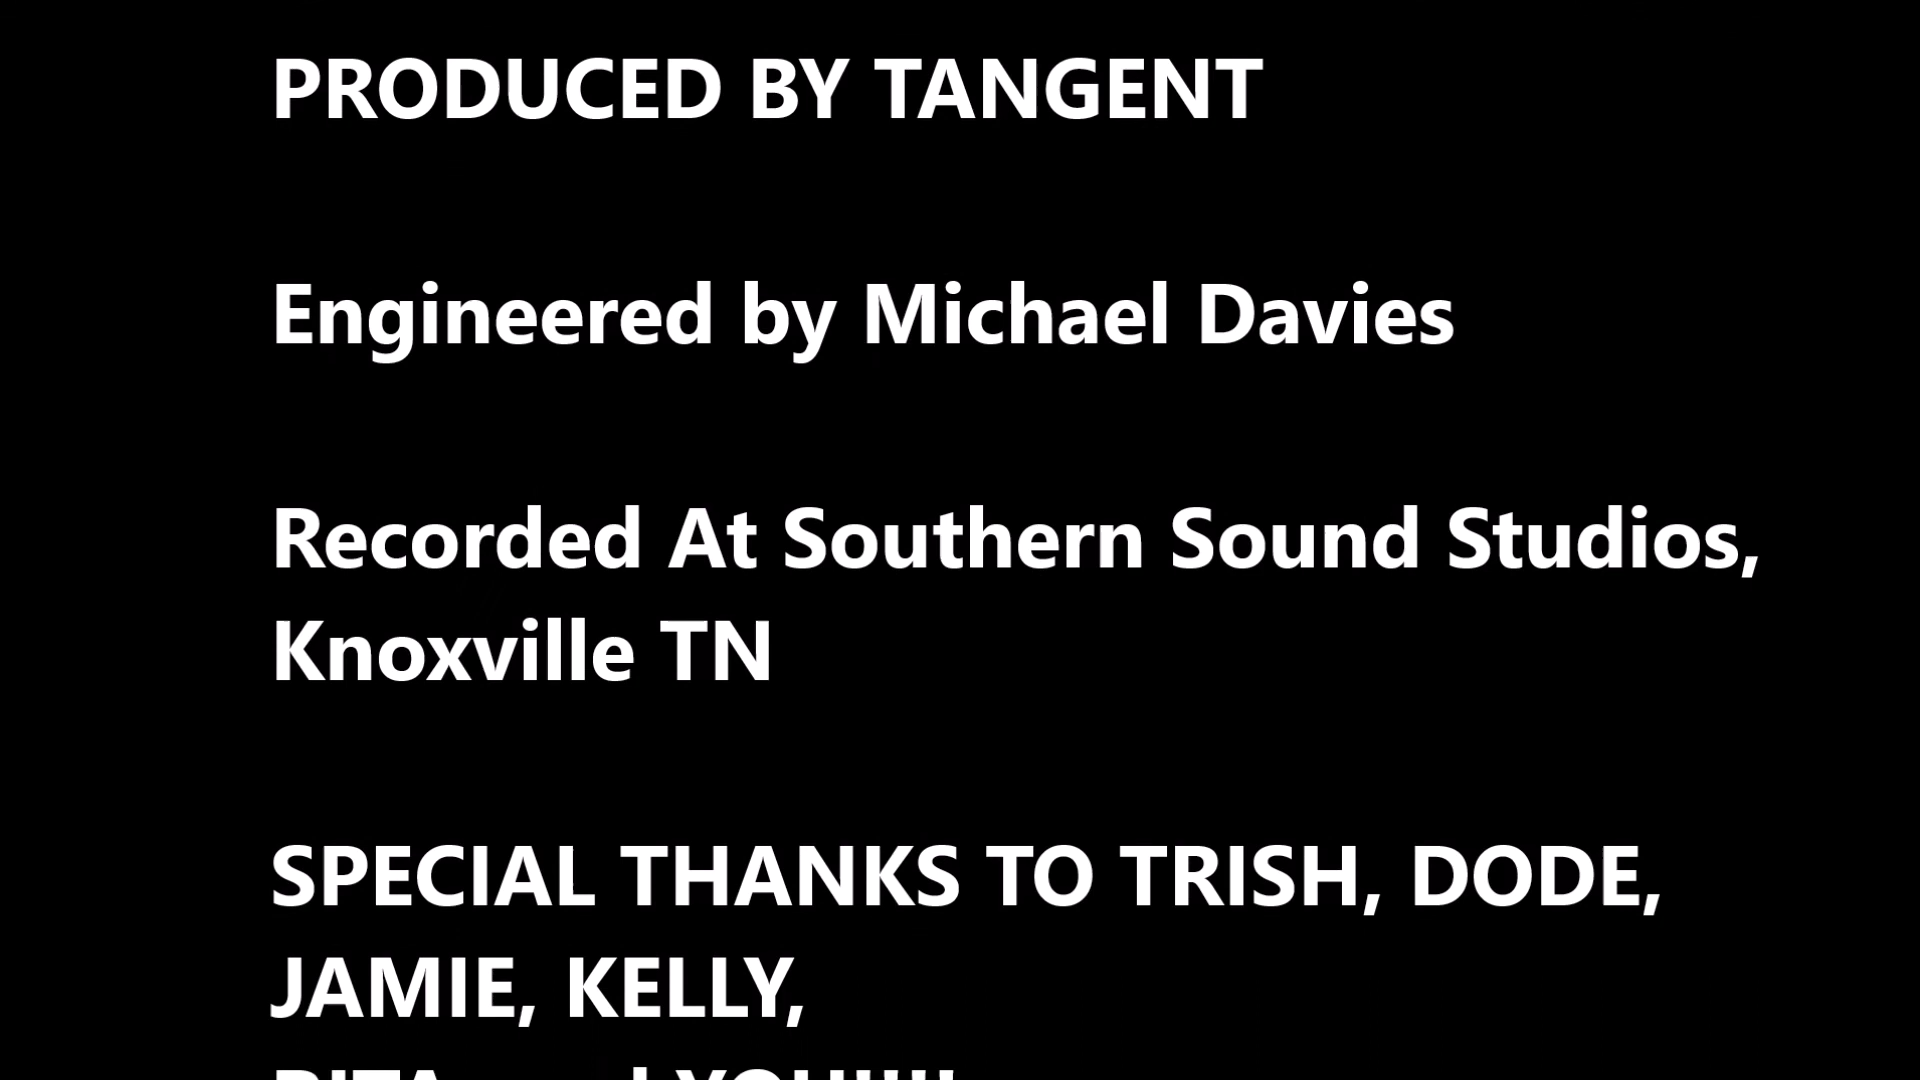 PRODUCED BY TANGENT
Engineered by Michael Davies
Recorded At Southern Sound Studios,
Knoxville TN
SPECIAL THANKS TO TRISH, DODE,
JAMIE, KELLY,